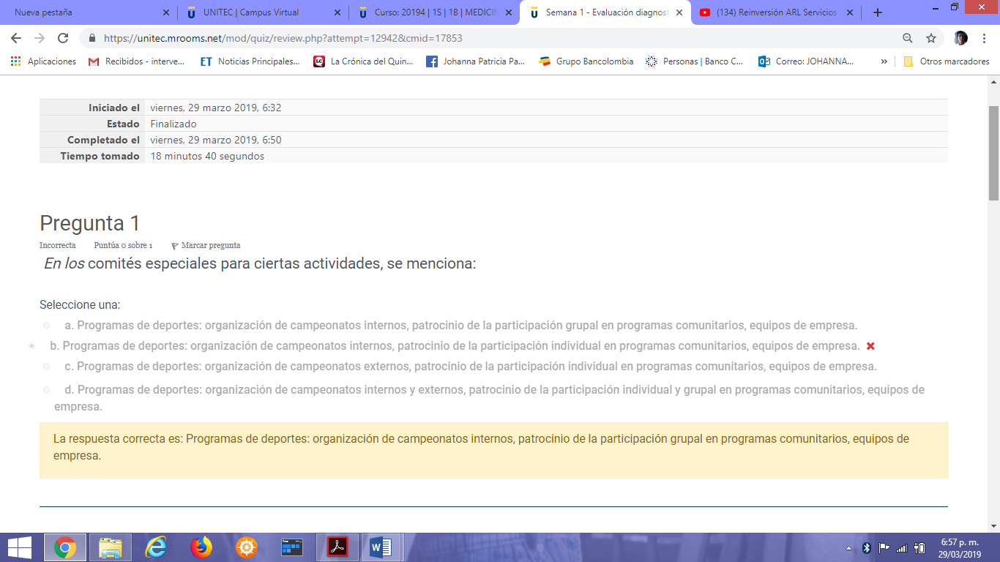 Nueva pestaña
UNITEC | Campus Virtual
Curso: 20194 | 1S | 1B | MEDICIN
Semana 1 - Evaluación diagnost
(134) Reinversión ARL Servicios
https://unitec.mrooms.net/mod/quiz/review.php?attempt=12942&cmid=17853
Aplicaciones
Recibidos - interve...
ET Noticias Principales...
La Crónica del Quin...
Johanna Patricia Pa...
Grupo Bancolombia
Personas | Banco C...
Correo: JOHANNA...
»
Otros marcadores
Iniciado el viernes, 29 marzo 2019, 6:32
Estado Finalizado
Completado el viernes, 29 marzo 2019, 6:50
Tiempo tomado 18 minutos 40 segundos
Pregunta 1
Incorrecta Puntúa 0 sobre 1 Marcar pregunta
En los comités especiales para ciertas actividades, se menciona:
Seleccione una:
a. Programas de deportes: organización de campeonatos internos, patrocinio de la participación grupal en programas comunitarios, equipos de empresa.
b. Programas de deportes: organización de campeonatos internos, patrocinio de la participación individual en programas comunitarios, equipos de empresa.
c. Programas de deportes: organización de campeonatos externos, patrocinio de la participación individual en programas comunitarios, equipos de empresa.
d. Programas de deportes: organización de campeonatos internos y externos, patrocinio de la participación individual y grupal en programas comunitarios, equipos de
empresa.
La respuesta correcta es: Programas de deportes: organización de campeonatos internos, patrocinio de la participación grupal en programas comunitarios, equipos de
empresa.
6:57 p. m.
29/03/2019